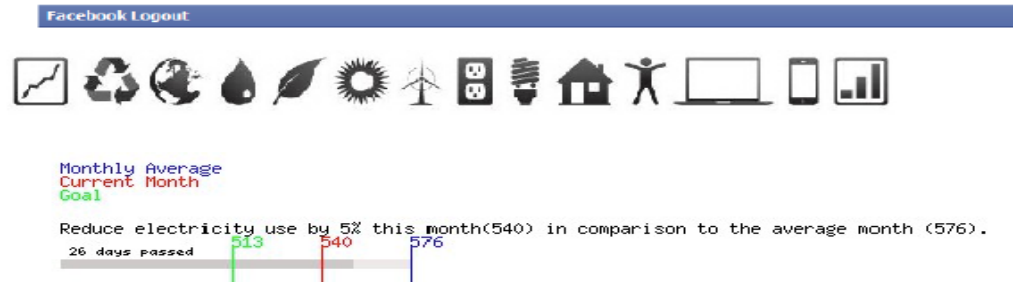 Facebook Logout
Monthly Average
Current Month
Goal
Reduce electricity use by 5% this month(540) in comparison to the average month (576).
513 540 576
26 days passed